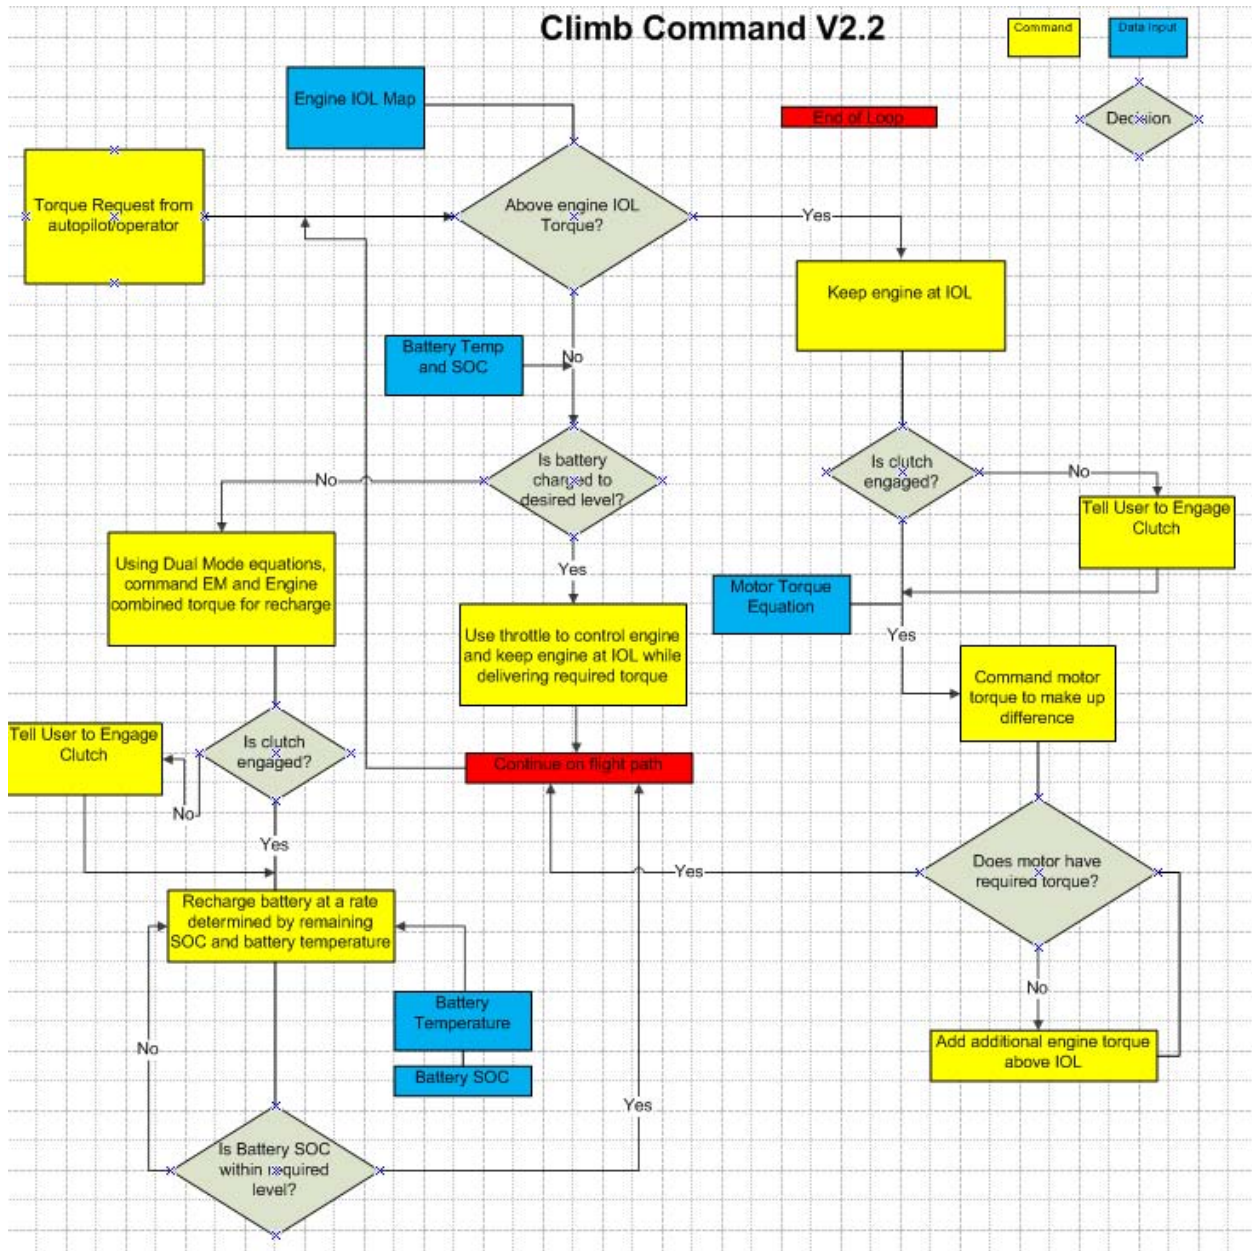 Climb Command V2.2
Command
Data Input
Decision
End of Loop
Engine IOL Map
Torque Request from
autopilot/operator
Above engine IOL
Torque?
Yes
Keep engine at IOL
Battery Temp
and SOC
No
Is battery
charged to
desired level?
No
Is clutch
engaged?
No
Tell User to Engage
Clutch
Using Dual Mode equations,
command EM and Engine
combined torque for recharge
Yes
Motor Torque
Equation
Yes
Use throttle to control engine
and keep engine at IOL while
delivering required torque
Command motor
torque to make up
difference
Tell User to Engage
Clutch
Is clutch
engaged?
No
Yes
Continue on flight path
Does motor have
required torque?
Yes
No
Add additional engine torque
above IOL
Recharge battery at a rate
determined by remaining
SOC and battery temperature
Battery
Temperature
Battery SOC
No
Yes
Is Battery SOC
within required
level?